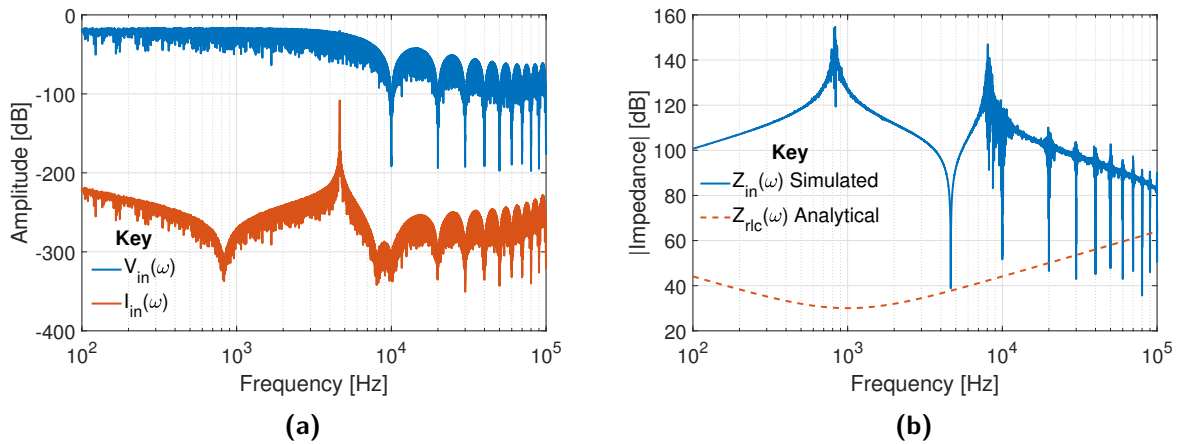 0
-100
-200
-300
-400
Amplitude [dB]
Key
V_in(ω)
I_in(ω)
10^2 10^3 10^4 10^5
Frequency [Hz]
(a)
160
140
120
100
80
60
40
20
|Impedance| [dB]
Key
Z_in(ω) Simulated
Z_rlc(ω) Analytical
10^2 10^3 10^4 10^5
Frequency [Hz]
(b)